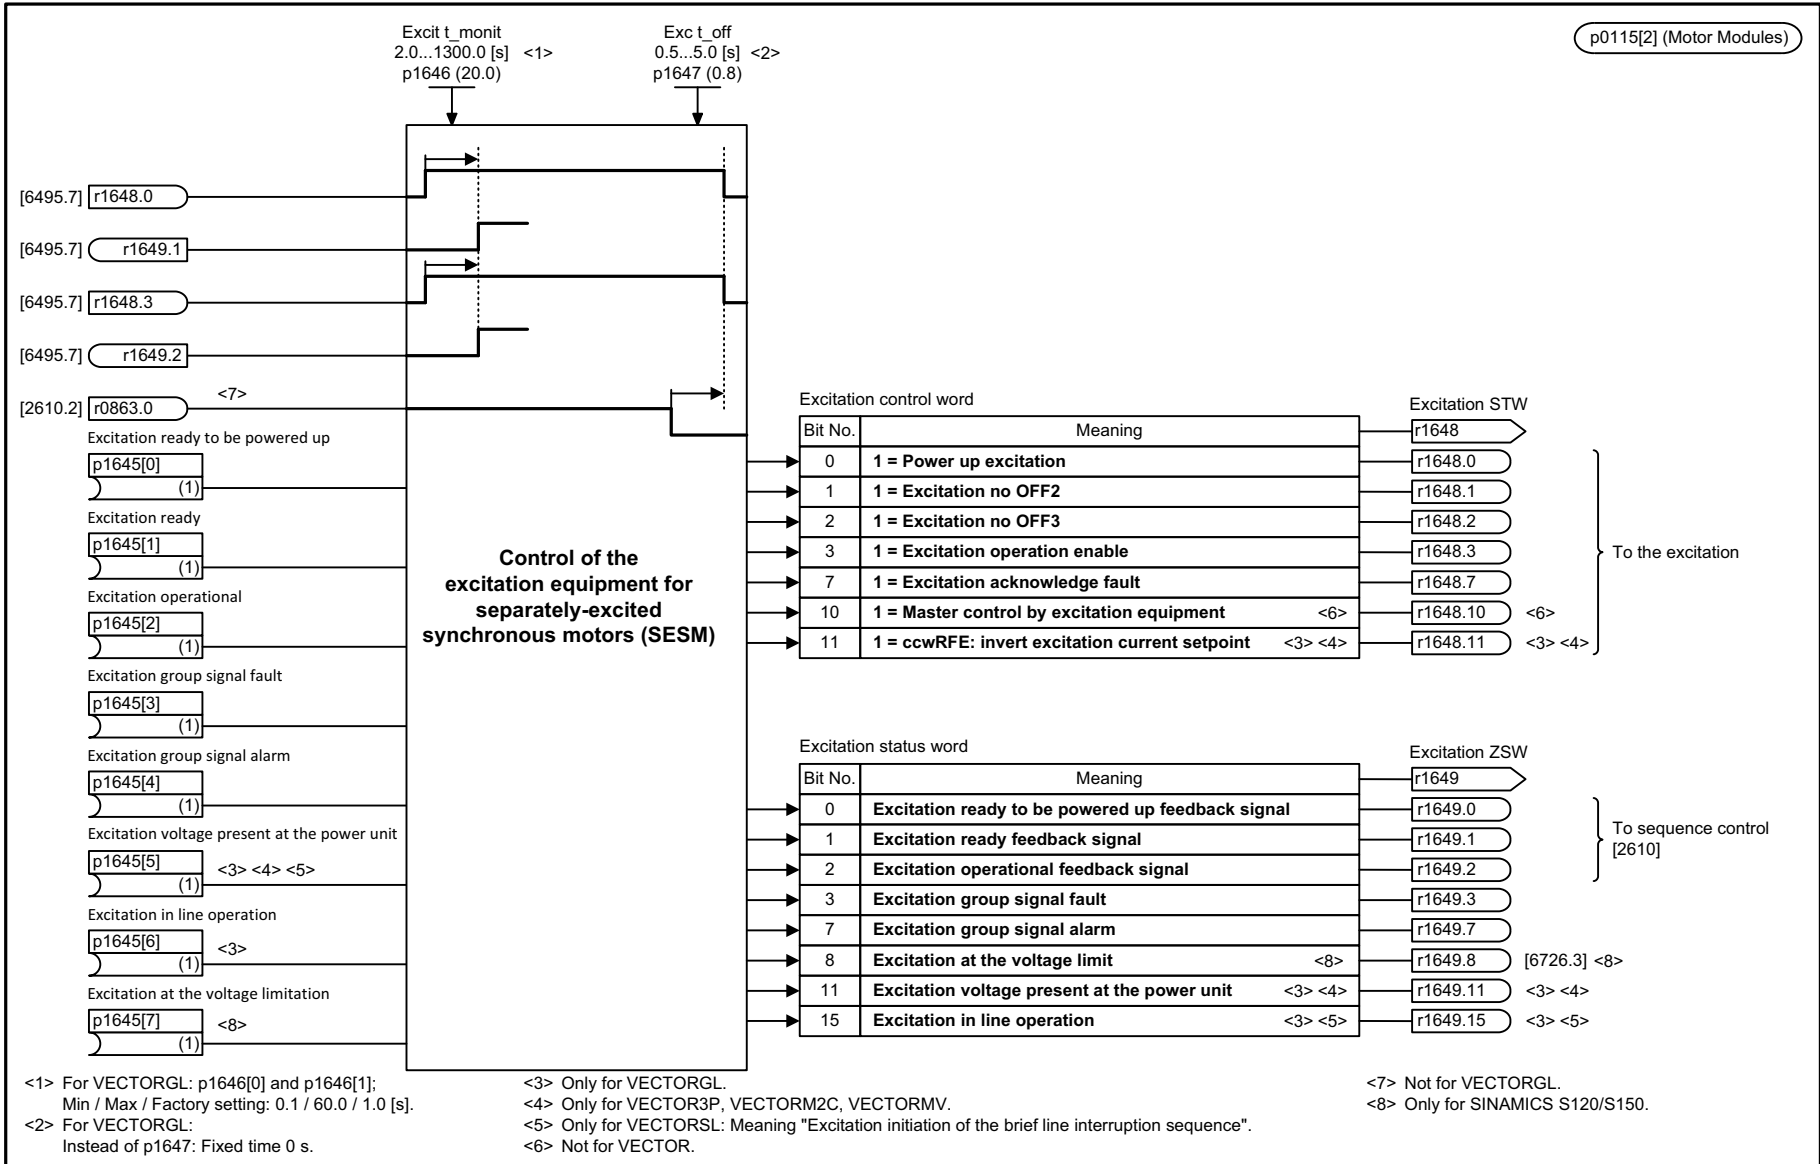 Excit t_monit
2.0...1300.0 [s] <1>
p1646 (20.0)
Exc t_off
0.5...5.0 [s] <2>
p1647 (0.8)
p0115[2] (Motor Modules)
[6495.7] r1648.0
[6495.7] r1649.1
[6495.7] r1648.3
[6495.7] r1649.2
[2610.2] r0863.0 <7>
Excitation ready to be powered up
p1645[0]
(1)
Excitation ready
p1645[1]
(1)
Excitation operational
p1645[2]
(1)
Excitation group signal fault
p1645[3]
(1)
Excitation group signal alarm
p1645[4]
(1)
Excitation voltage present at the power unit
p1645[5] <3> <4> <5>
(1)
Excitation in line operation
p1645[6] <3>
(1)
Excitation at the voltage limitation
p1645[7] <8>
(1)
Control of the
excitation equipment for
separately-excited
synchronous motors (SESM)
Excitation control word
Excitation STW
Bit No. Meaning r1648
0 1 = Power up excitation r1648.0
1 1 = Excitation no OFF2 r1648.1
2 1 = Excitation no OFF3 r1648.2
3 1 = Excitation operation enable r1648.3
7 1 = Excitation acknowledge fault r1648.7
10 1 = Master control by excitation equipment <6> r1648.10 <6>
11 1 = ccwRFE: invert excitation current setpoint <3> <4> r1648.11 <3> <4>
To the excitation
Excitation status word
Excitation ZSW
Bit No. Meaning r1649
0 Excitation ready to be powered up feedback signal r1649.0
1 Excitation ready feedback signal r1649.1
2 Excitation operational feedback signal r1649.2
3 Excitation group signal fault r1649.3
7 Excitation group signal alarm r1649.7
8 Excitation at the voltage limit <8> r1649.8 [6726.3] <8>
11 Excitation voltage present at the power unit <3> <4> r1649.11 <3> <4>
15 Excitation in line operation <3> <5> r1649.15 <3> <5>
To sequence control
[2610]
<1> For VECTORGL: p1646[0] and p1646[1];
Min / Max / Factory setting: 0.1 / 60.0 / 1.0 [s].
<2> For VECTORGL:
Instead of p1647: Fixed time 0 s.
<3> Only for VECTORGL.
<4> Only for VECTOR3P, VECTORM2C, VECTORMV.
<5> Only for VECTORSL: Meaning "Excitation initiation of the brief line interruption sequence".
<6> Not for VECTOR.
<7> Not for VECTORGL.
<8> Only for SINAMICS S120/S150.